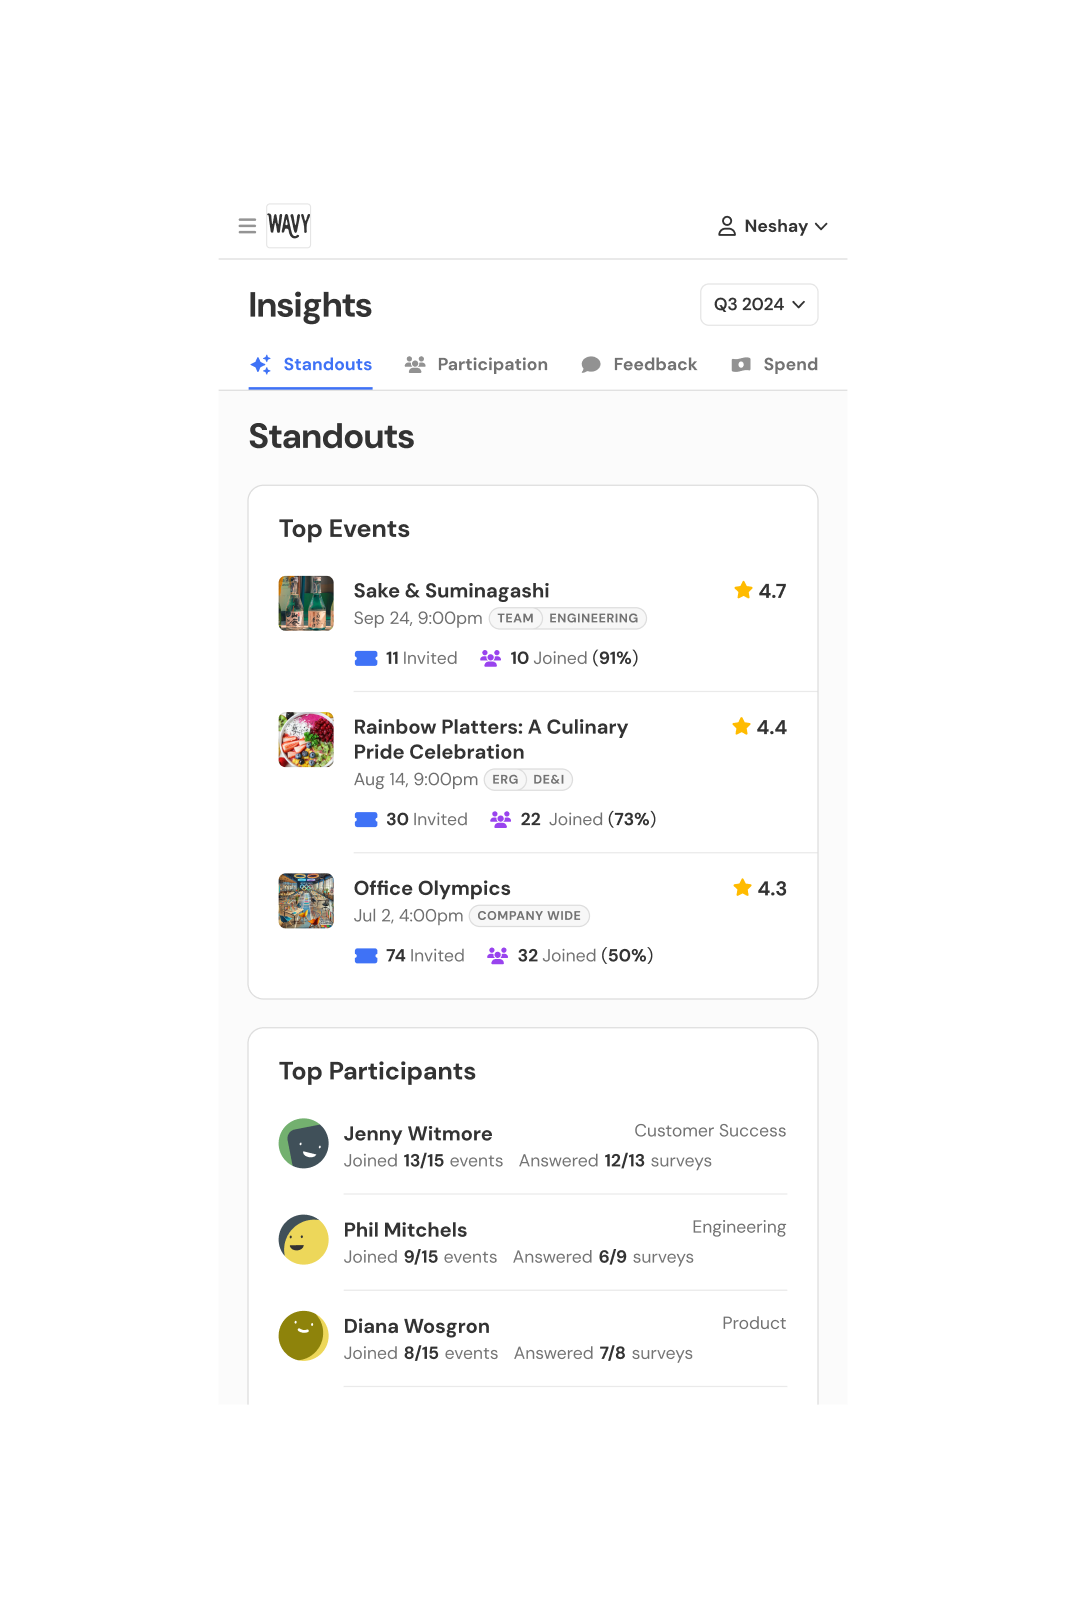 WAVY
Neshay
Insights
Q3 2024
Standouts
Participation
Feedback
Spend
Standouts
Top Events
Sake & Suminagashi
4.7
Sep 24, 9:00pm TEAM ENGINEERING
11 Invited 10 Joined (91%)
Rainbow Platters: A Culinary
Pride Celebration
4.4
Aug 14, 9:00pm ERG DE&I
30 Invited 22 Joined (73%)
Office Olympics
4.3
Jul 2, 4:00pm COMPANY WIDE
74 Invited 32 Joined (50%)
Top Participants
Jenny Witmore
Customer Success
Joined 13/15 events Answered 12/13 surveys
Phil Mitchels
Engineering
Joined 9/15 events Answered 6/9 surveys
Diana Wosgron
Product
Joined 8/15 events Answered 7/8 surveys